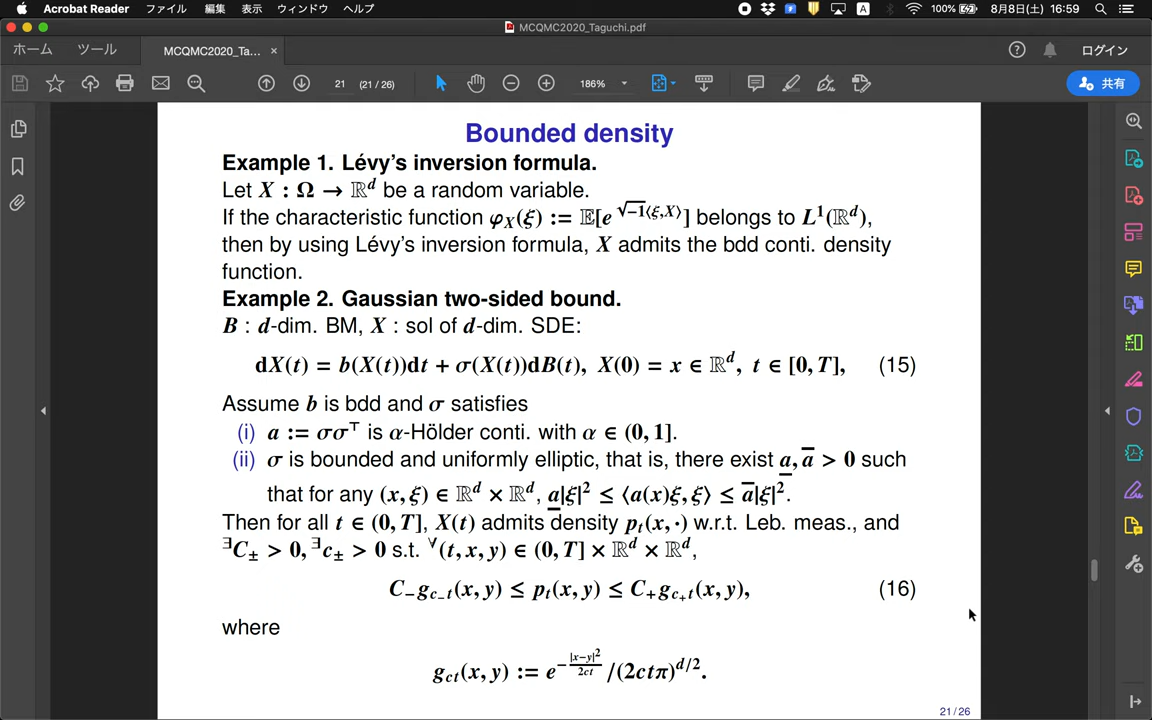 Acrobat Reader ファイル 編集 表示 ウィンドウ ヘルプ 100% 8月8日(土) 16:59
MCQMC2020_Taguchi.pdf
ホーム ツール MCQMC2020_Ta... × ログイン
21 (21 / 26) 186% 共有
Bounded density
Example 1. Lévy's inversion formula.
Let X : Ω → ℝ^d be a random variable.
If the characteristic function φ_X(ξ) := 𝔼[e^{√−1⟨ξ,X⟩}] belongs to L^1(ℝ^d),
then by using Lévy's inversion formula, X admits the bdd conti. density
function.
Example 2. Gaussian two-sided bound.
B : d-dim. BM, X : sol of d-dim. SDE:
dX(t) = b(X(t))dt + σ(X(t))dB(t), X(0) = x ∈ ℝ^d, t ∈ [0, T], (15)
Assume b is bdd and σ satisfies
(i) a := σσ^⊤ is α-Hölder conti. with α ∈ (0, 1].
(ii) σ is bounded and uniformly elliptic, that is, there exist a̲, a̅ > 0 such
that for any (x, ξ) ∈ ℝ^d × ℝ^d, a̲|ξ|^2 ≤ ⟨a(x)ξ, ξ⟩ ≤ a̅|ξ|^2.
Then for all t ∈ (0, T], X(t) admits density p_t(x, ·) w.r.t. Leb. meas., and
^∃C_± > 0, ^∃c_± > 0 s.t. ^∀(t, x, y) ∈ (0, T] × ℝ^d × ℝ^d,
C_−g_{c_−t}(x, y) ≤ p_t(x, y) ≤ C_+g_{c_+t}(x, y), (16)
where
g_{ct}(x, y) := e^{−\frac{|x−y|^2}{2ct}} /(2ctπ)^{d/2}.
21 / 26